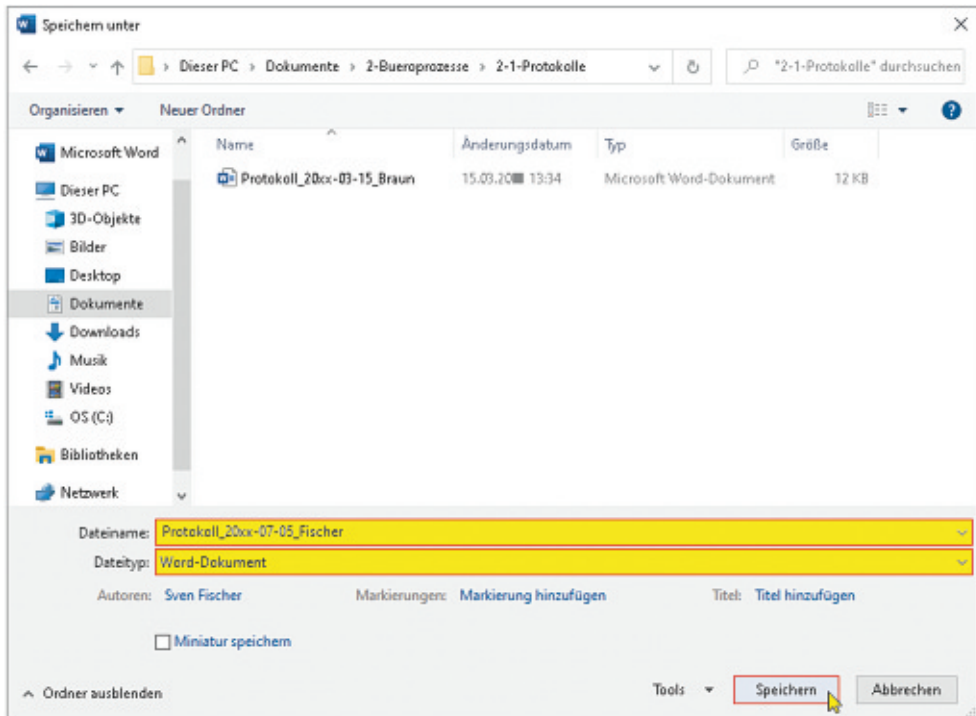 Speichern unter
Dieser PC > Dokumente > 2-Bueroprozesse > 2-1-Protokolle
"2-1-Protokolle" durchsuchen
Organisieren Neuer Ordner
Name Änderungsdatum Typ Größe
Protokoll_20xx-03-15_Braun 15.03.20 13:34 Microsoft Word-Dokument 12 KB
Microsoft Word
Dieser PC
3D-Objekte
Bilder
Desktop
Dokumente
Downloads
Musik
Videos
OS (C:)
Bibliotheken
Netzwerk
Dateiname: Protokoll_20xx-07-05_Fischer
Dateityp: Word-Dokument
Autoren: Sven Fischer Markierungen: Markierung hinzufügen Titel: Titel hinzufügen
Miniatur speichern
Ordner ausblenden Tools Speichern Abbrechen